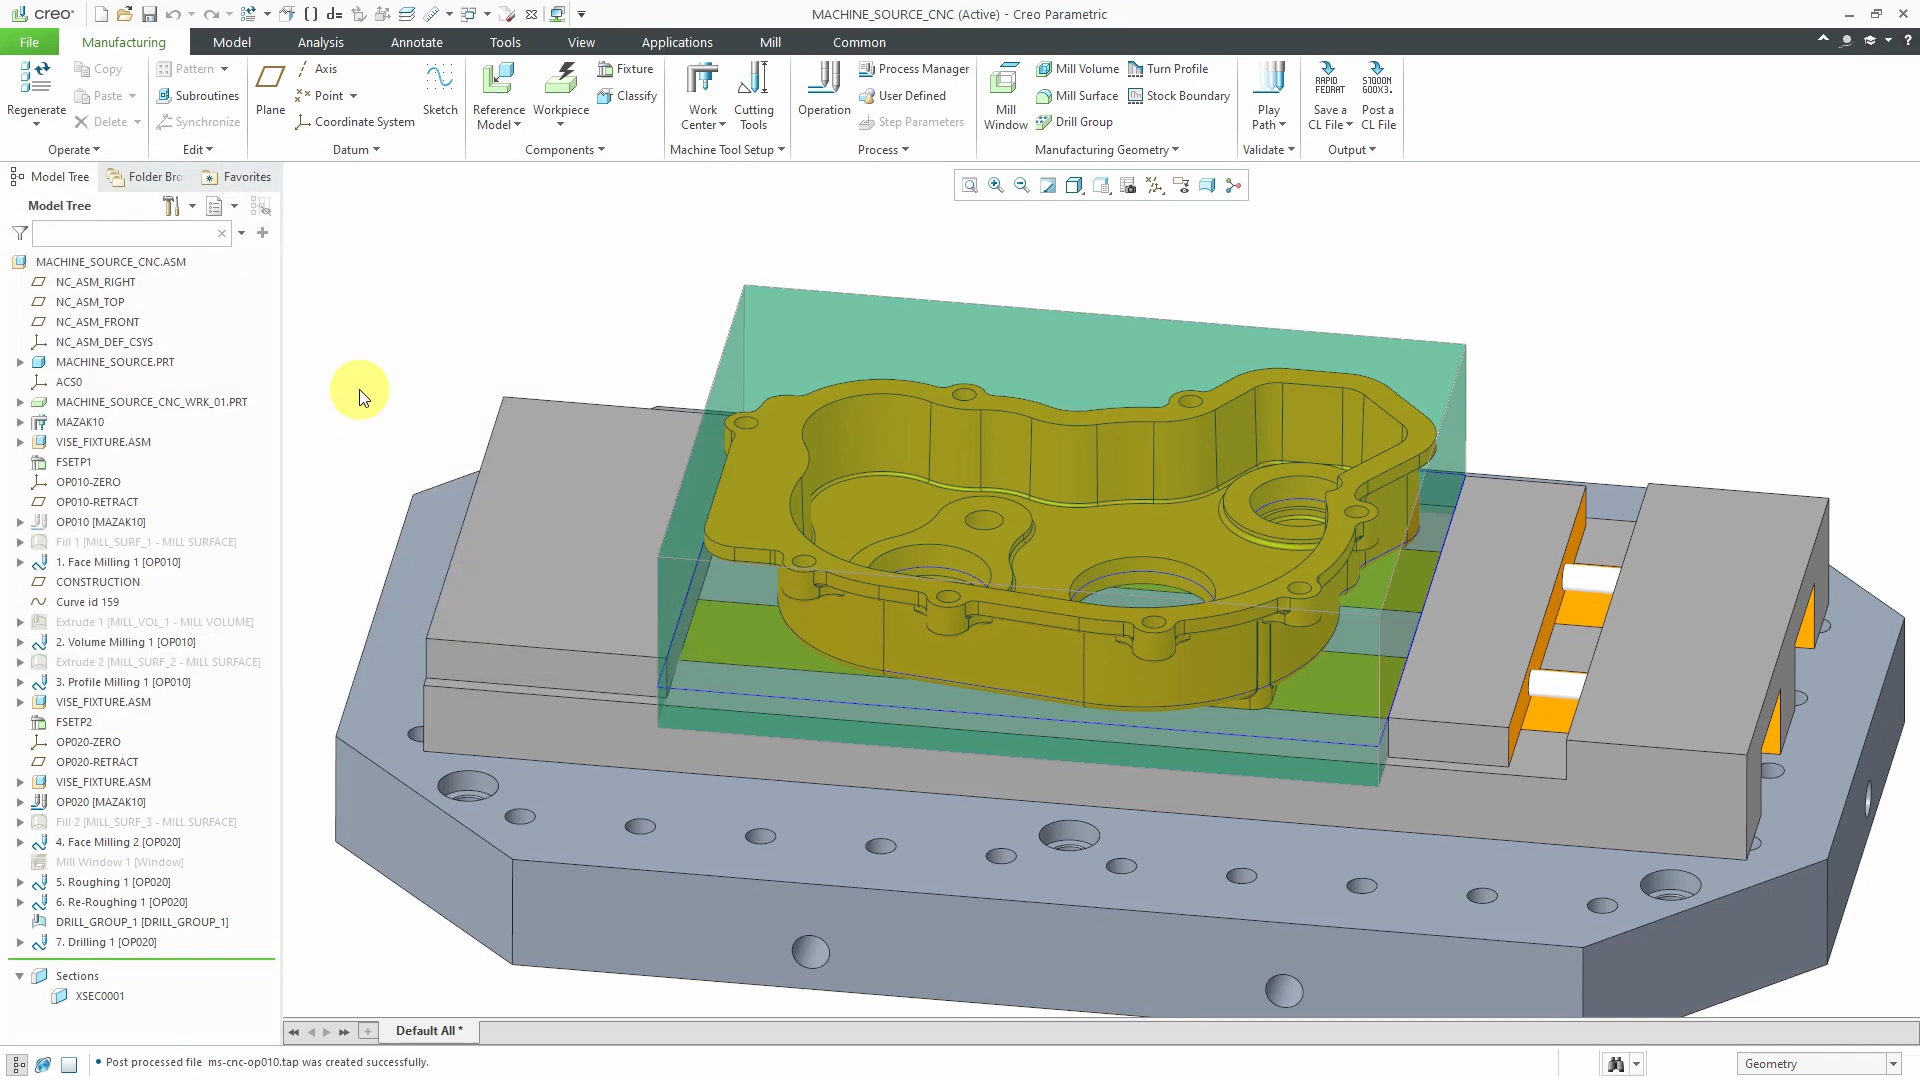 creo°
MACHINE_SOURCE_CNC (Active) - Creo Parametric
File
Manufacturing
Model
Analysis
Annotate
Tools
View
Applications
Mill
Common
Regenerate
Copy
Paste
Delete
Operate
Pattern
Subroutines
Synchronize
Edit
Plane
Axis
Point
Coordinate System
Sketch
Datum
Reference
Model
Workpiece
Fixture
Classify
Components
Work
Center
Cutting
Tools
Machine Tool Setup
Operation
Process Manager
User Defined
Step Parameters
Process
Mill
Window
Mill Volume
Mill Surface
Drill Group
Turn Profile
Stock Boundary
Manufacturing Geometry
Play
Path
Validate
RAPID
FEDRAT
Save a
CL File
S1000M
G00X3.
Post a
CL File
Output
Model Tree
Folder Bro
Favorites
Model Tree
MACHINE_SOURCE_CNC.ASM
NC_ASM_RIGHT
NC_ASM_TOP
NC_ASM_FRONT
NC_ASM_DEF_CSYS
MACHINE_SOURCE.PRT
ACS0
MACHINE_SOURCE_CNC_WRK_01.PRT
MAZAK10
VISE_FIXTURE.ASM
FSETP1
OP010-ZERO
OP010-RETRACT
OP010 [MAZAK10]
Fill 1 [MILL_SURF_1 - MILL SURFACE]
1. Face Milling 1 [OP010]
CONSTRUCTION
Curve id 159
Extrude 1 [MILL_VOL_1 - MILL VOLUME]
2. Volume Milling 1 [OP010]
Extrude 2 [MILL_SURF_2 - MILL SURFACE]
3. Profile Milling 1 [OP010]
VISE_FIXTURE.ASM
FSETP2
OP020-ZERO
OP020-RETRACT
VISE_FIXTURE.ASM
OP020 [MAZAK10]
Fill 2 [MILL_SURF_3 - MILL SURFACE]
4. Face Milling 2 [OP020]
Mill Window 1 [Window]
5. Roughing 1 [OP020]
6. Re-Roughing 1 [OP020]
DRILL_GROUP_1 [DRILL_GROUP_1]
7. Drilling 1 [OP020]
Sections
XSEC0001
Default All *
• Post processed file ms-cnc-op010.tap was created successfully.
Geometry